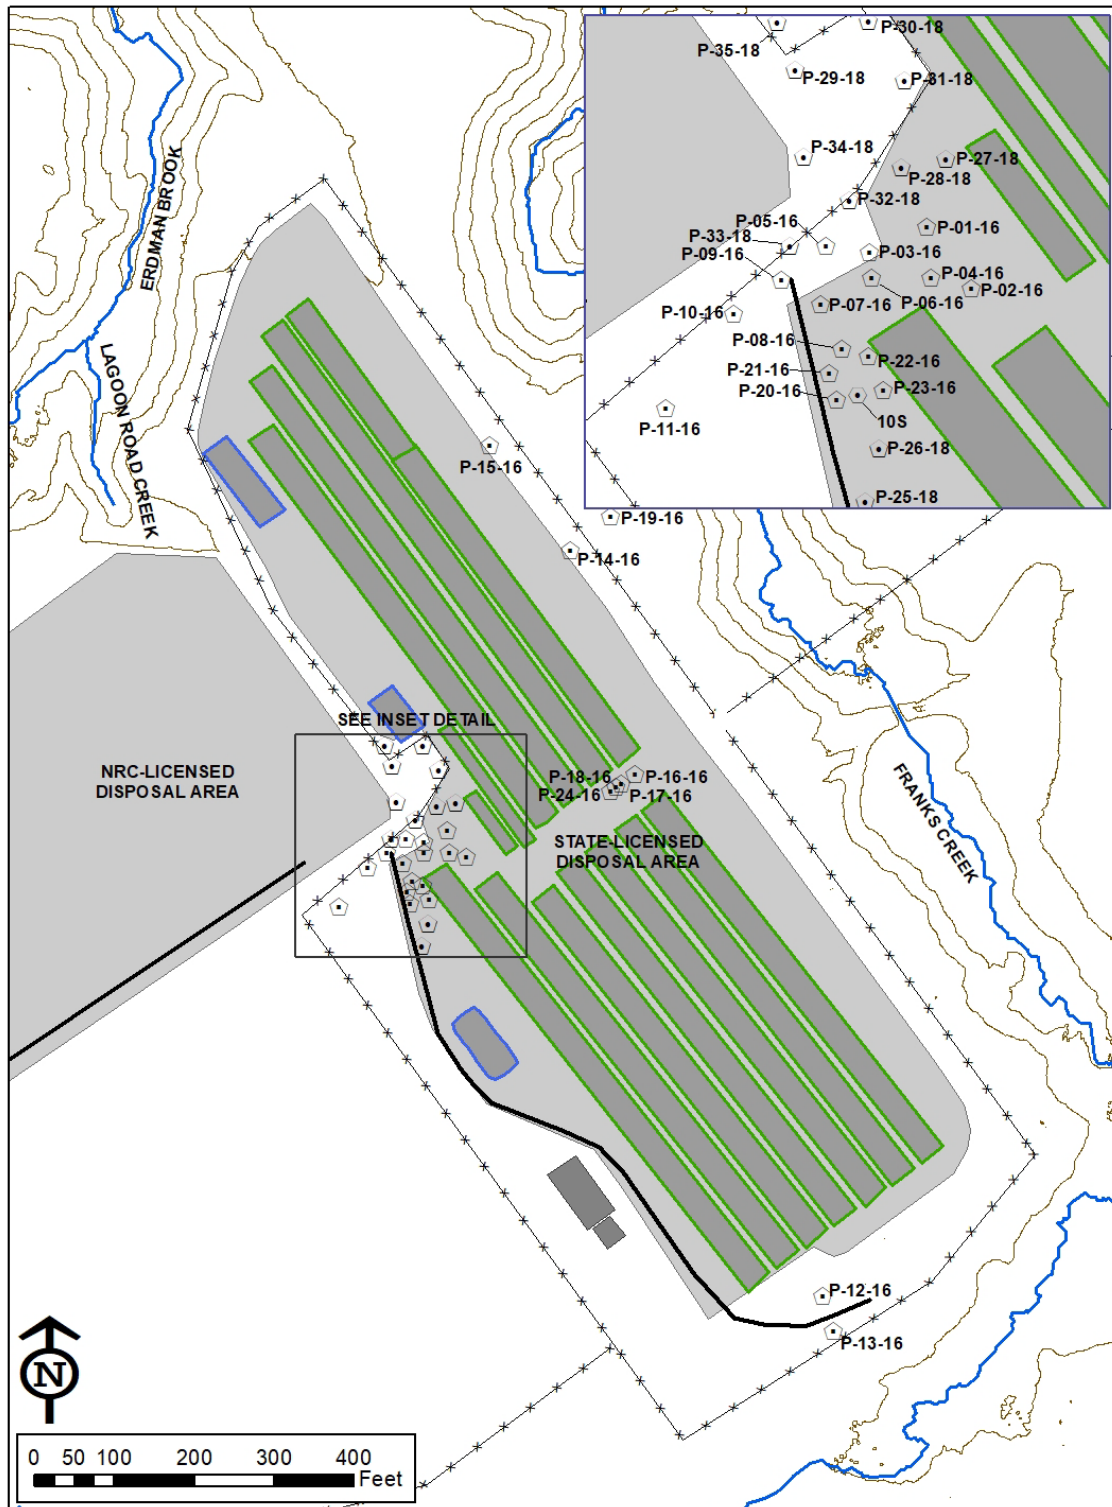 P-30-18
P-35-18
P-29-18
P-31-18
P-34-18
P-27-18
P-28-18
P-32-18
P-05-16
P-01-16
P-33-18
P-03-16
P-09-16
P-04-16
P-02-16
P-06-16
P-07-16
P-10-16
P-08-16
P-22-16
P-21-16
P-23-16
P-20-16
10S
P-11-16
P-26-18
P-25-18
ERDMAN BROOK
LAGOON ROAD CREEK
P-15-16
P-19-16
P-14-16
SEE INSET DETAIL
NRC-LICENSED
DISPOSAL AREA
P-18-16
P-16-16
P-24-16
P-17-16
STATE-LICENSED
DISPOSAL AREA
FRANKS CREEK
P-12-16
P-13-16
N
0 50 100 200 300 400
Feet